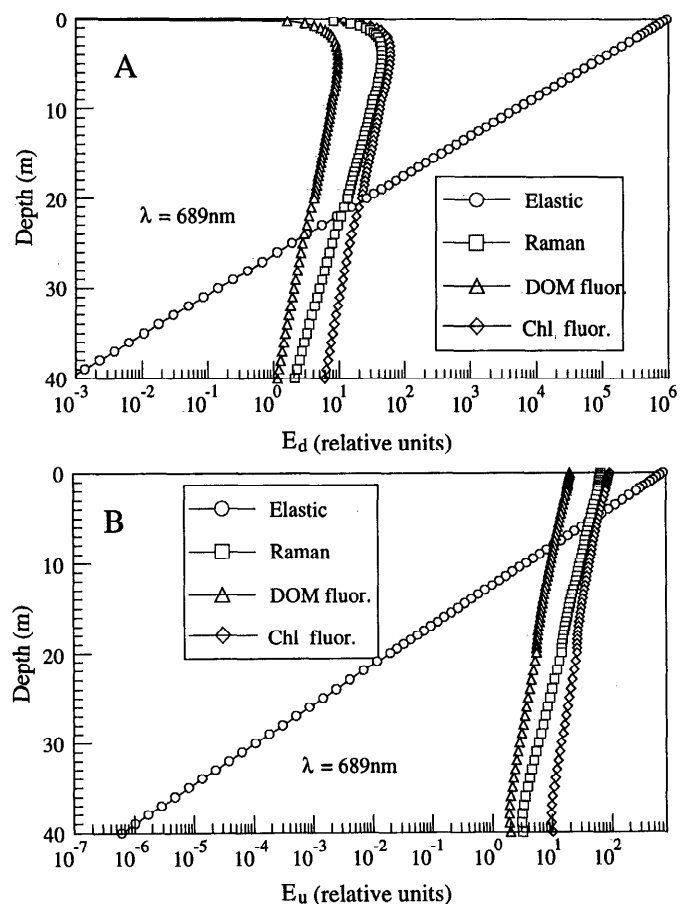 A
0
10
20
30
40
Depth (m)
λ = 689nm
Elastic
Raman
DOM fluor.
Chl fluor.
10^-3 10^-2 10^-1 10^0 10^1 10^2 10^3 10^4 10^5 10^6
E_d (relative units)
B
0
10
20
30
40
Depth (m)
Elastic
Raman
DOM fluor.
Chl fluor.
λ = 689nm
10^-7 10^-6 10^-5 10^-4 10^-3 10^-2 10^-1 10^0 10^1 10^2
E_u (relative units)